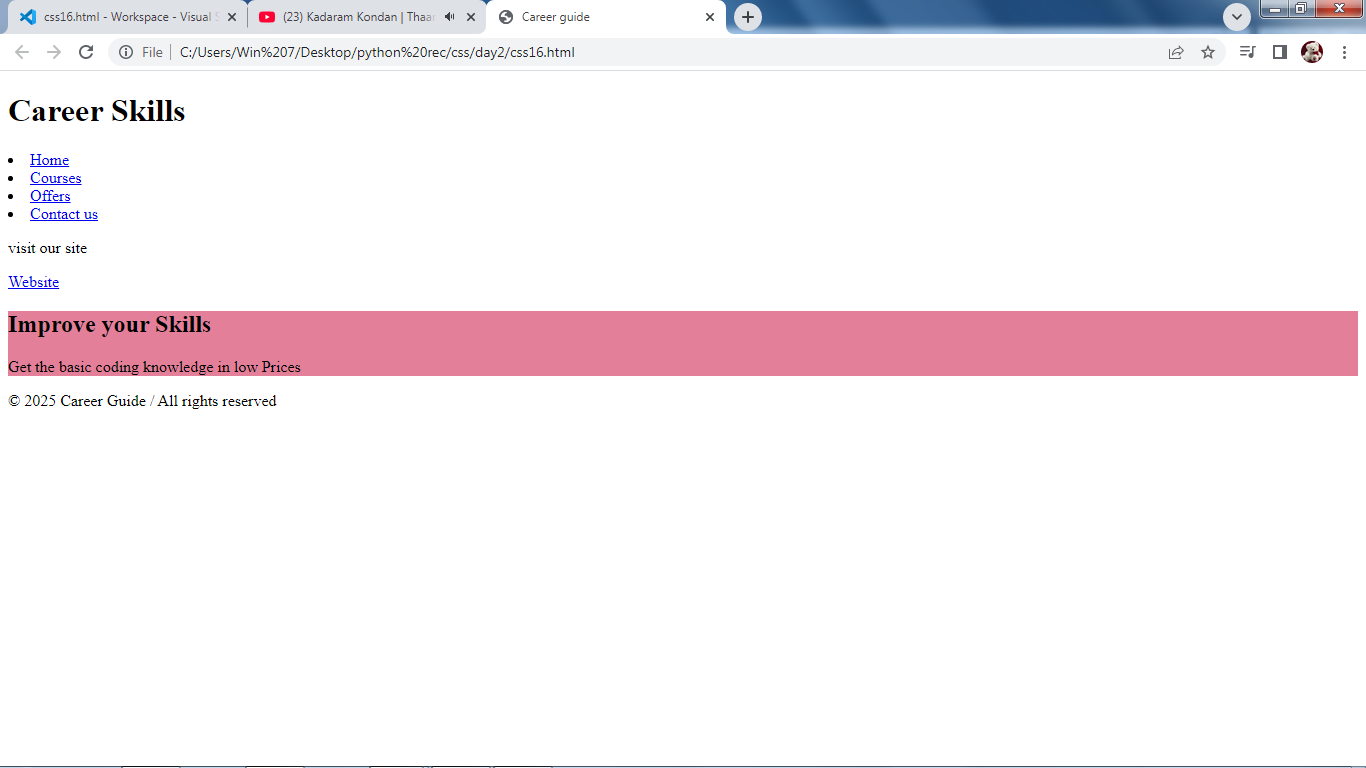 css16.html - Workspace - Visual S
(23) Kadaram Kondan | Thaar
Career guide
File
C:/Users/Win%207/Desktop/python%20rec/css/day2/css16.html
Career Skills
Home
Courses
Offers
Contact us
visit our site
Website
Improve your Skills
Get the basic coding knowledge in low Prices
© 2025 Career Guide / All rights reserved